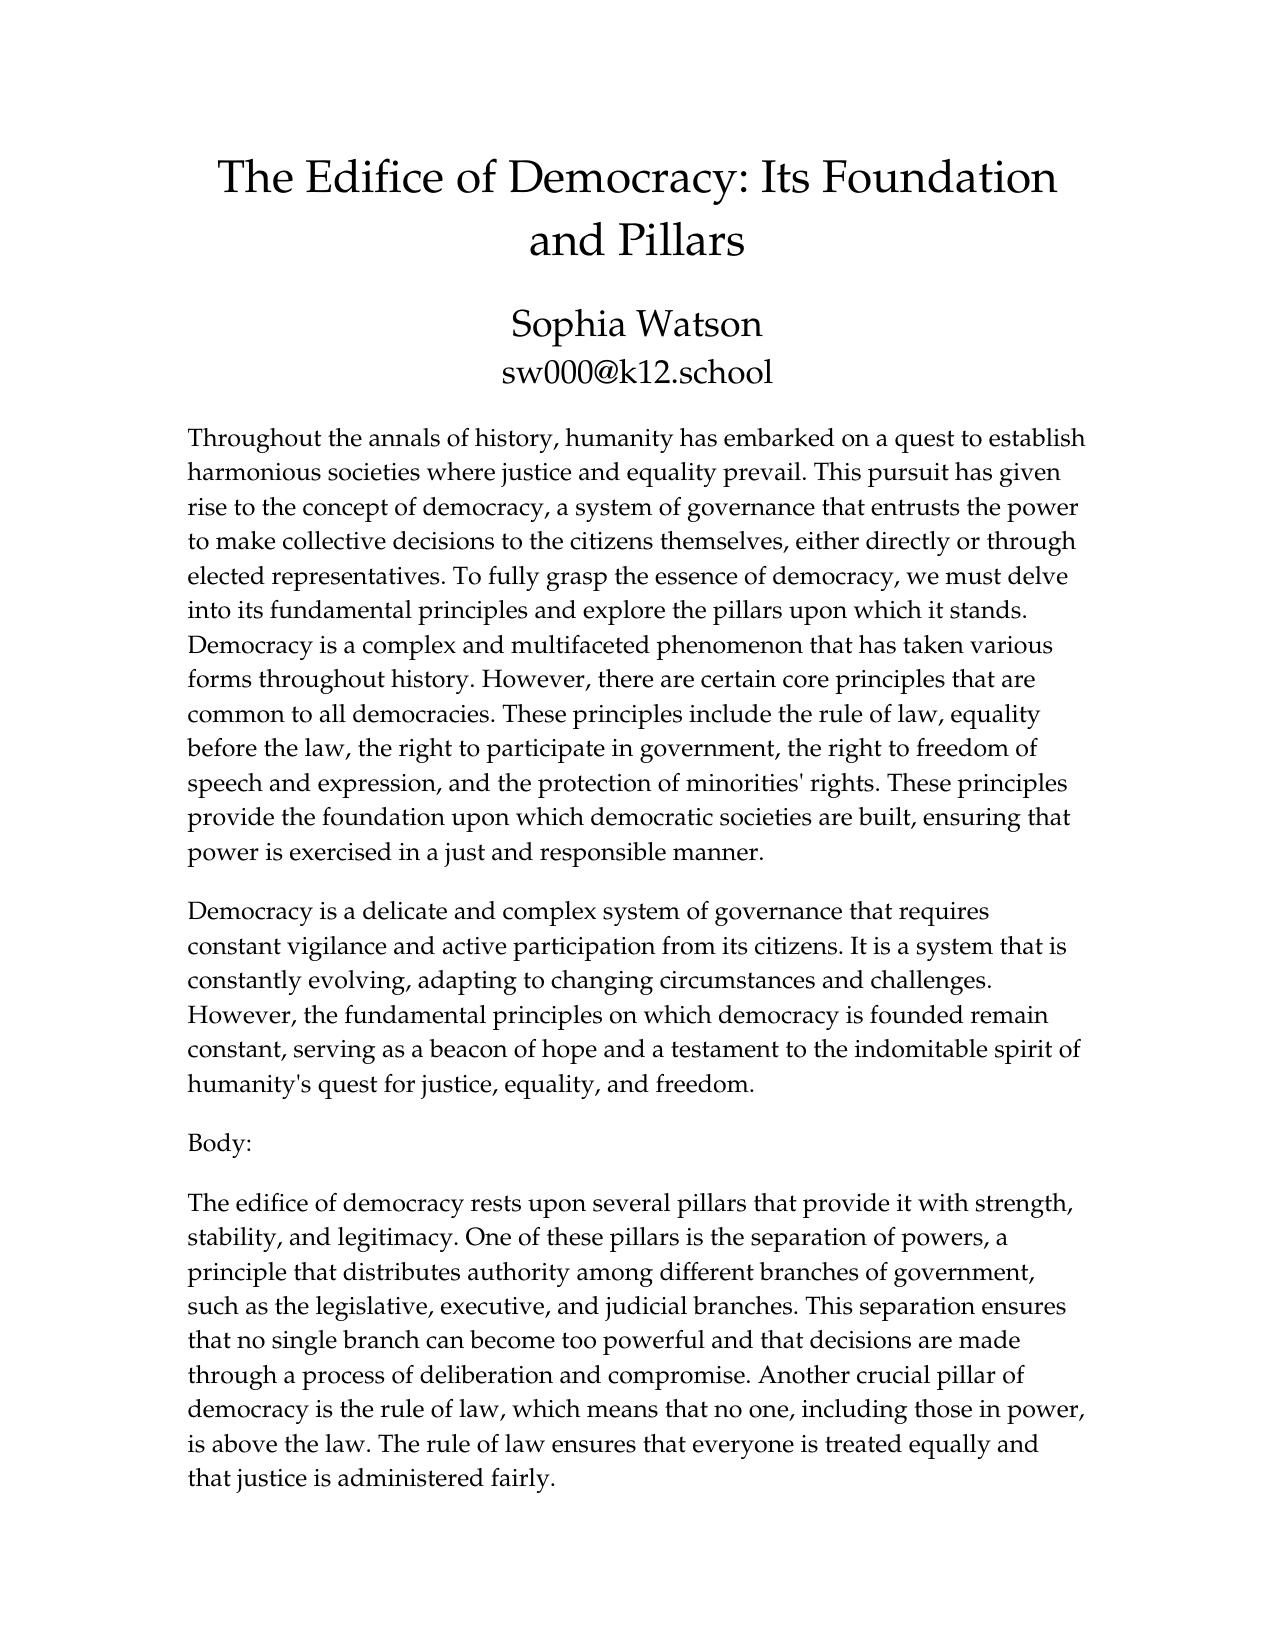 The Edifice of Democracy: Its Foundation
and Pillars
Sophia Watson
sw000@k12.school
Throughout the annals of history, humanity has embarked on a quest to establish
harmonious societies where justice and equality prevail. This pursuit has given
rise to the concept of democracy, a system of governance that entrusts the power
to make collective decisions to the citizens themselves, either directly or through
elected representatives. To fully grasp the essence of democracy, we must delve
into its fundamental principles and explore the pillars upon which it stands.
Democracy is a complex and multifaceted phenomenon that has taken various
forms throughout history. However, there are certain core principles that are
common to all democracies. These principles include the rule of law, equality
before the law, the right to participate in government, the right to freedom of
speech and expression, and the protection of minorities' rights. These principles
provide the foundation upon which democratic societies are built, ensuring that
power is exercised in a just and responsible manner.
Democracy is a delicate and complex system of governance that requires
constant vigilance and active participation from its citizens. It is a system that is
constantly evolving, adapting to changing circumstances and challenges.
However, the fundamental principles on which democracy is founded remain
constant, serving as a beacon of hope and a testament to the indomitable spirit of
humanity's quest for justice, equality, and freedom.
Body:
The edifice of democracy rests upon several pillars that provide it with strength,
stability, and legitimacy. One of these pillars is the separation of powers, a
principle that distributes authority among different branches of government,
such as the legislative, executive, and judicial branches. This separation ensures
that no single branch can become too powerful and that decisions are made
through a process of deliberation and compromise. Another crucial pillar of
democracy is the rule of law, which means that no one, including those in power,
is above the law. The rule of law ensures that everyone is treated equally and
that justice is administered fairly.